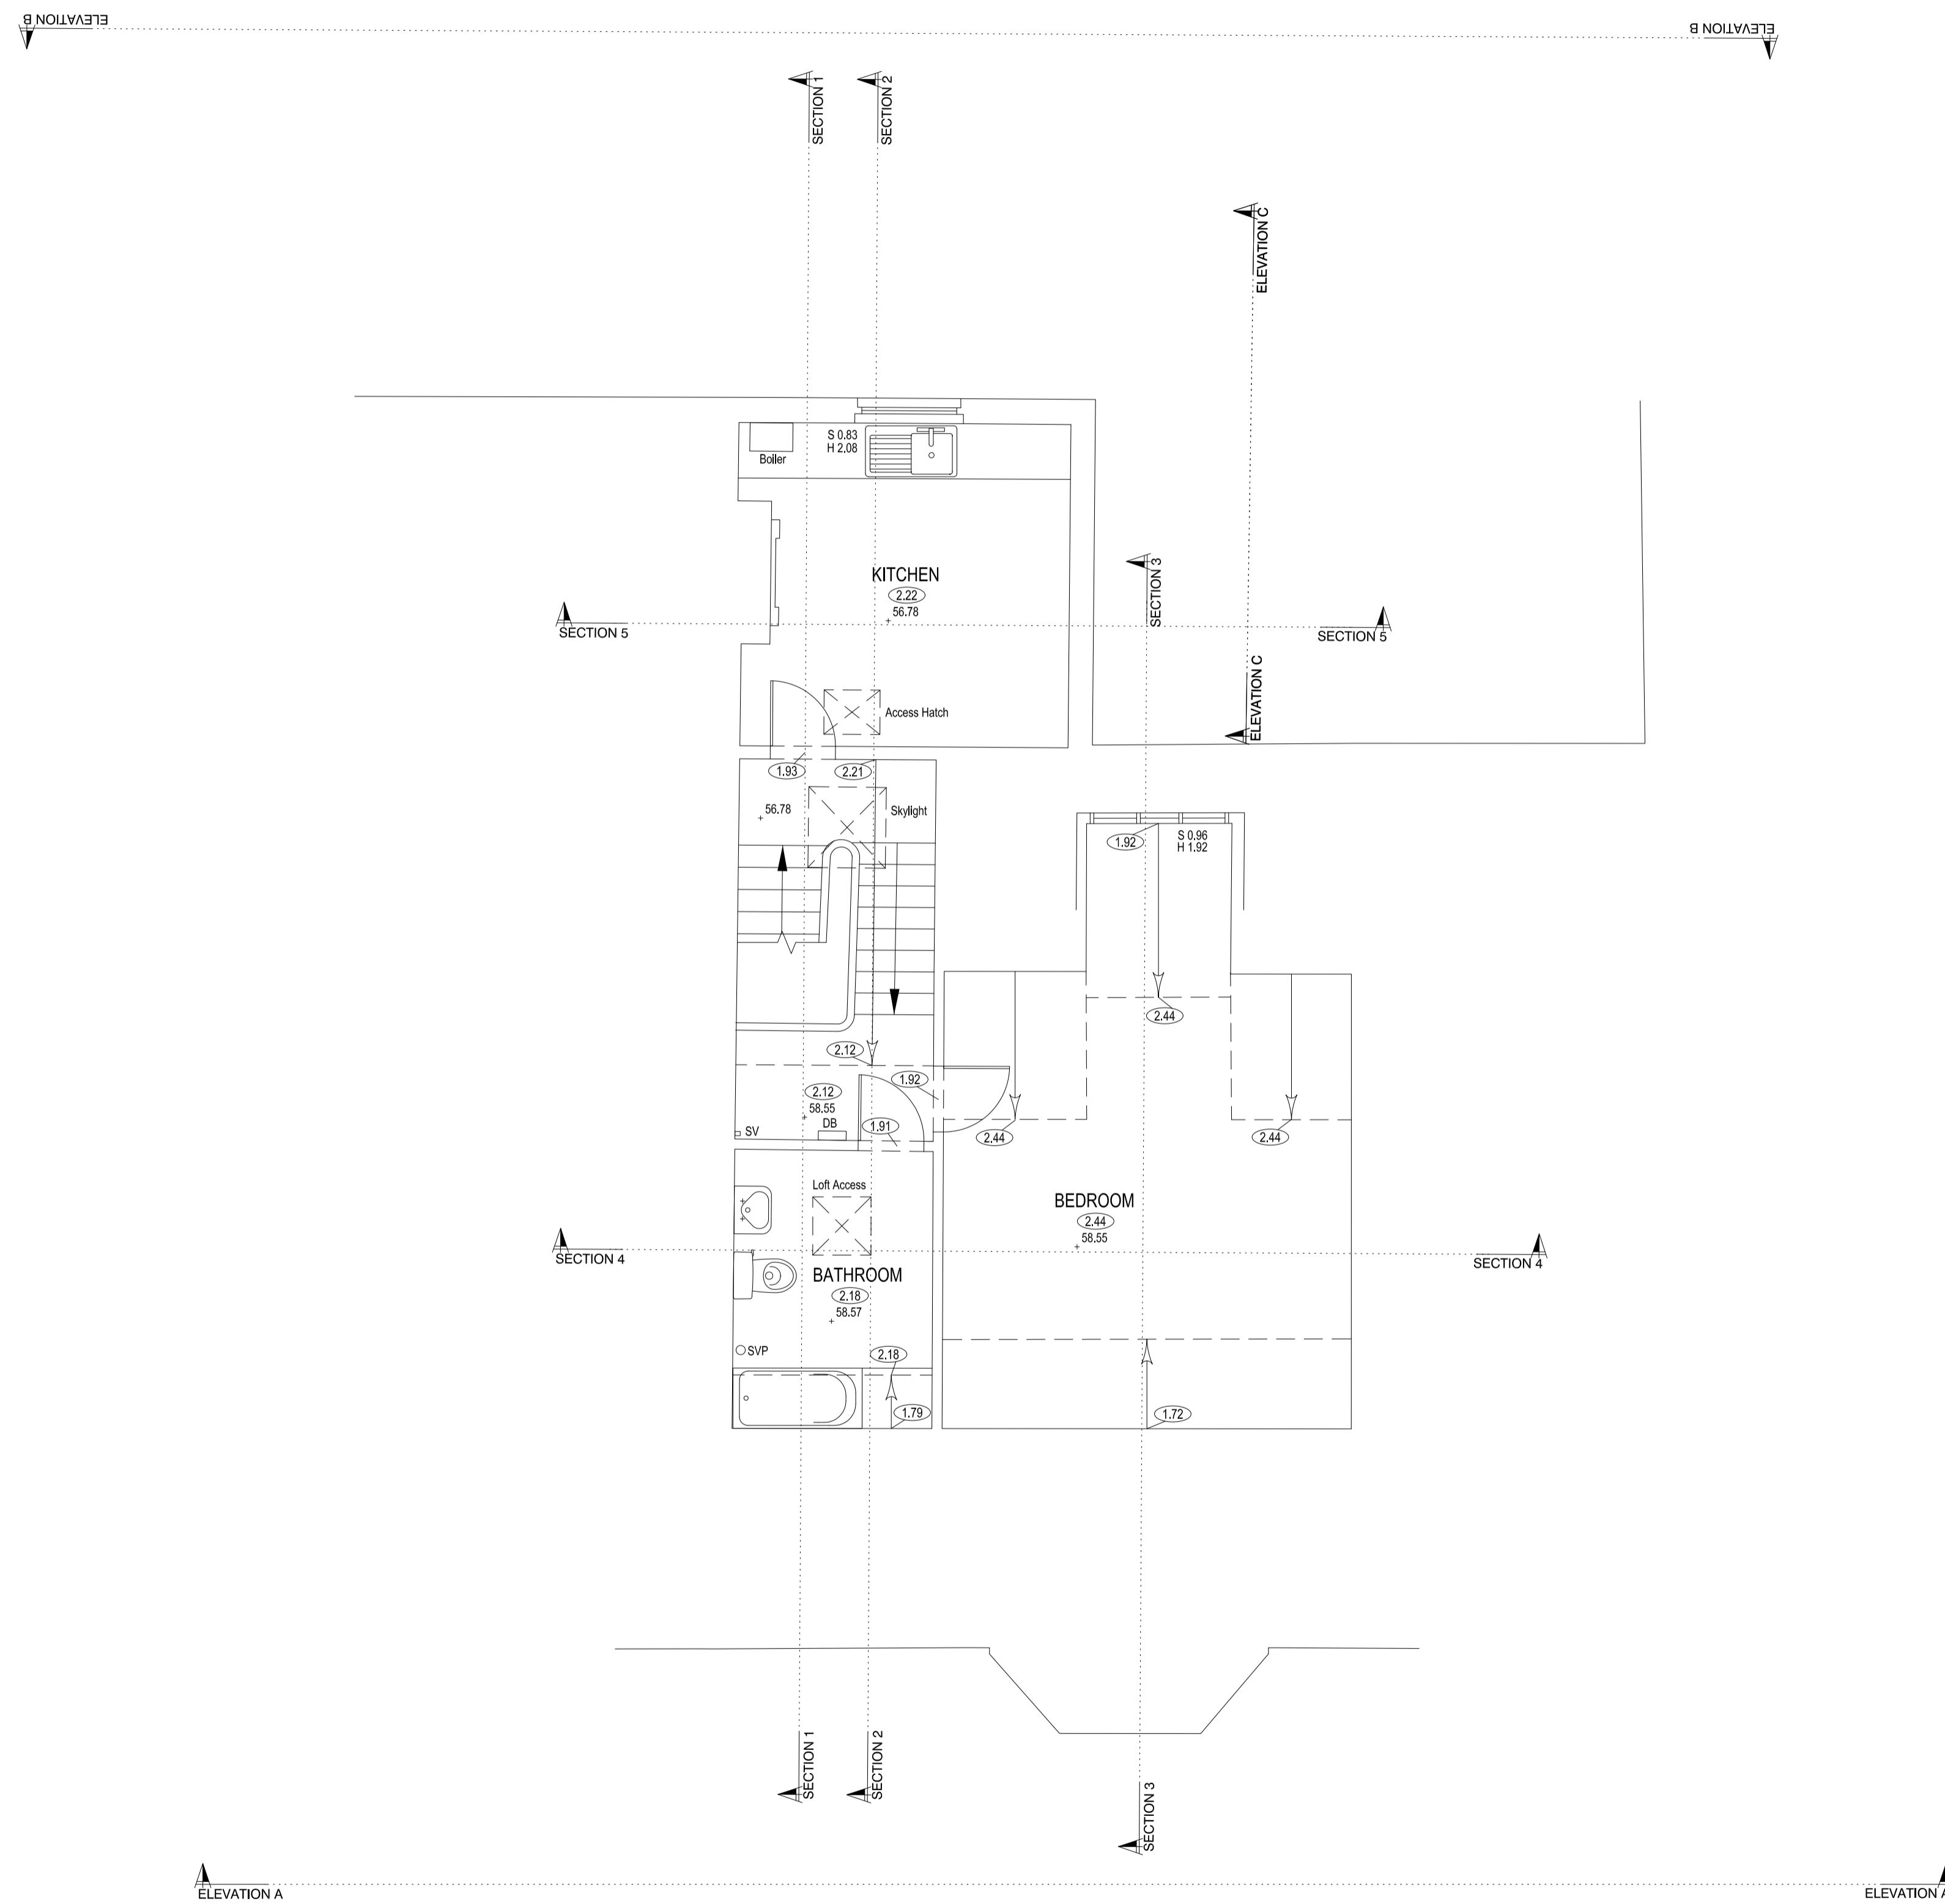 ELEVATION B
ELEVATION B
SECTION 1
SECTION 2
ELEVATION C
S 0.83
H 2.08
Boiler
SECTION 3
KITCHEN
2.22
56.78
SECTION 5
SECTION 5
ELEVATION C
Access Hatch
1.93
2.21
56.78
Skylight
1.92
S 0.96
H 1.92
2.44
2.12
1.92
2.12
58.55
DB
SV
1.91
2.44
2.44
Loft Access
BEDROOM
2.44
58.55
SECTION 4
SECTION 4
BATHROOM
2.18
58.57
SVP
2.18
1.79
1.72
SECTION 1
SECTION 2
SECTION 3
ELEVATION A
ELEVATION A